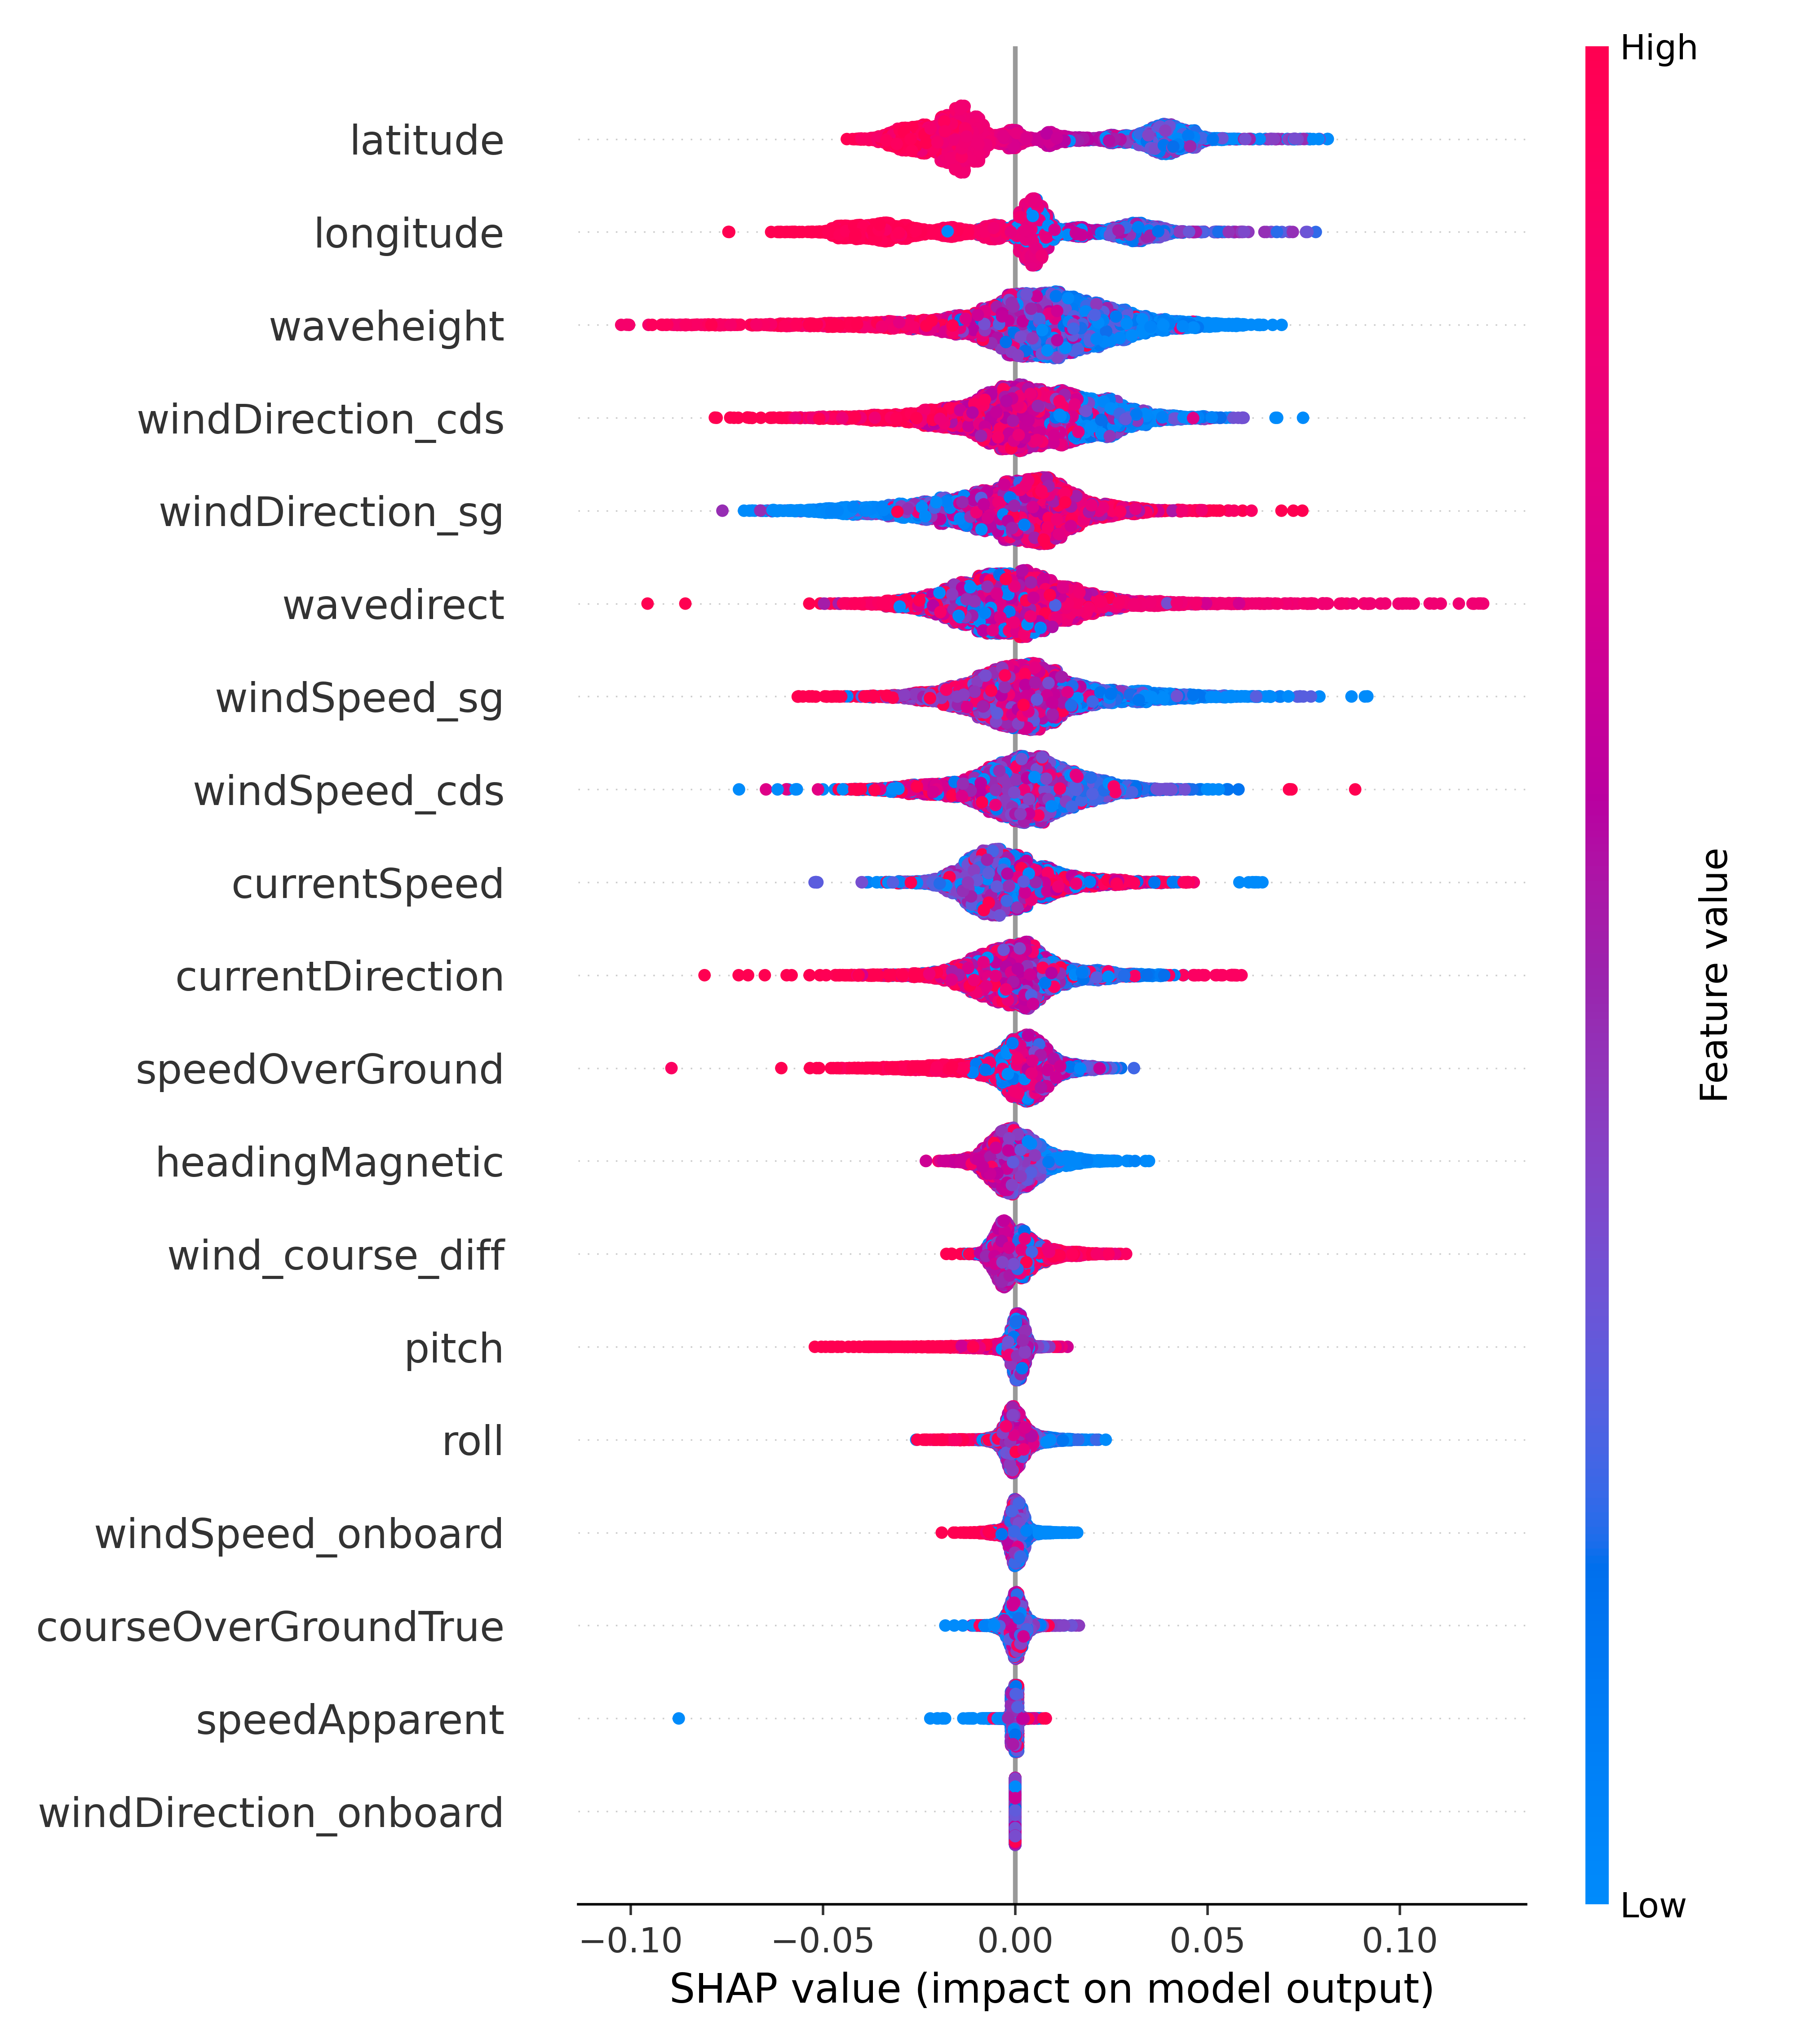 High
latitude
longitude
waveheight
windDirection_cds
windDirection_sg
wavedirect
windSpeed_sg
windSpeed_cds
currentSpeed
currentDirection
speedOverGround
headingMagnetic
wind_course_diff
pitch
roll
windSpeed_onboard
courseOverGroundTrue
speedApparent
windDirection_onboard
Feature value
Low
−0.10 −0.05 0.00 0.05 0.10
SHAP value (impact on model output)